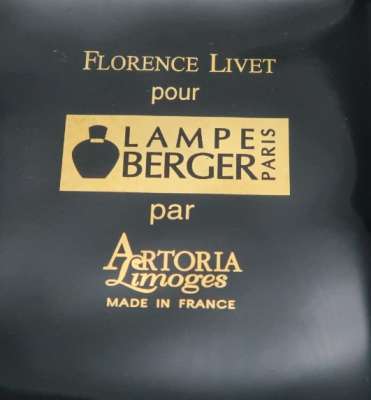 FLORENCE LIVET
pour
LAMPE
BERGER
PARIS
par
ARTORIA
Limoges
MADE IN FRANCE